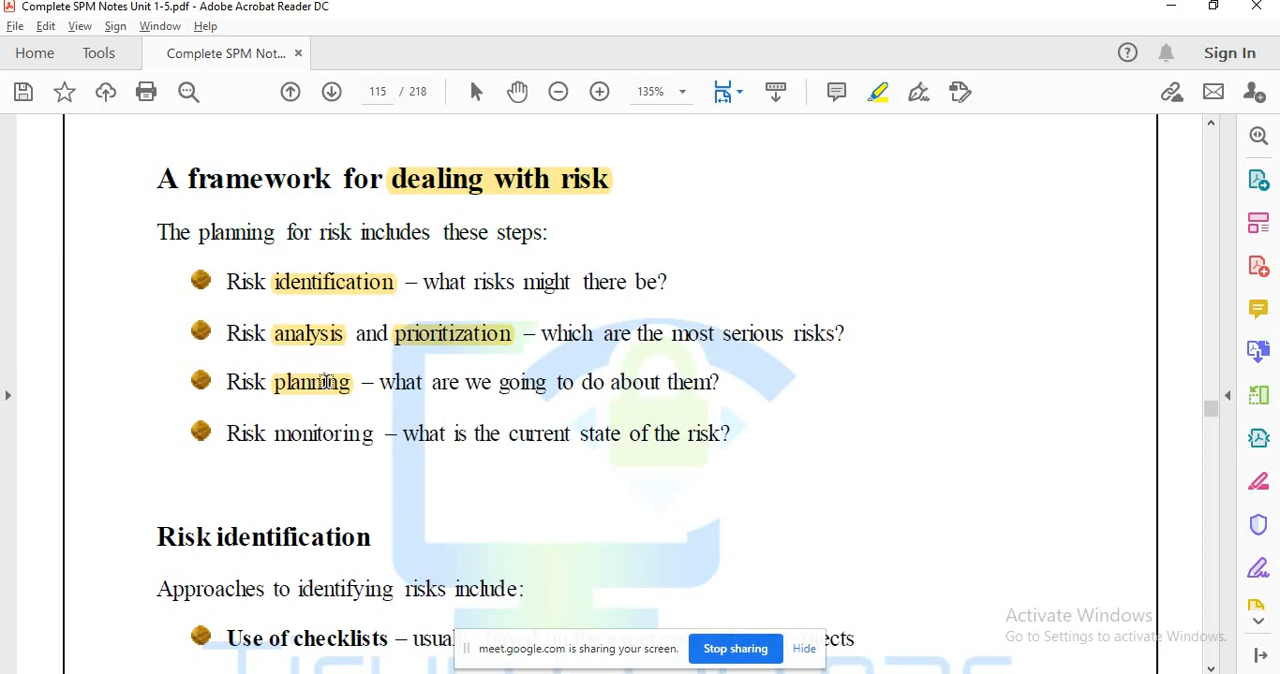 Complete SPM Notes Unit 1-5.pdf - Adobe Acrobat Reader DC
File Edit View Sign Window Help
Home Tools Complete SPM Not... × Sign In
115 / 218 135%
A framework for dealing with risk
The planning for risk includes these steps:
Risk identification – what risks might there be?
Risk analysis and prioritization – which are the most serious risks?
Risk planning – what are we going to do about them?
Risk monitoring – what is the current state of the risk?
Risk identification
Approaches to identifying risks include:
Activate Windows
Go to Settings to activate Windows.
Use of checklists – usual
meet.google.com is sharing your screen. Stop sharing Hide